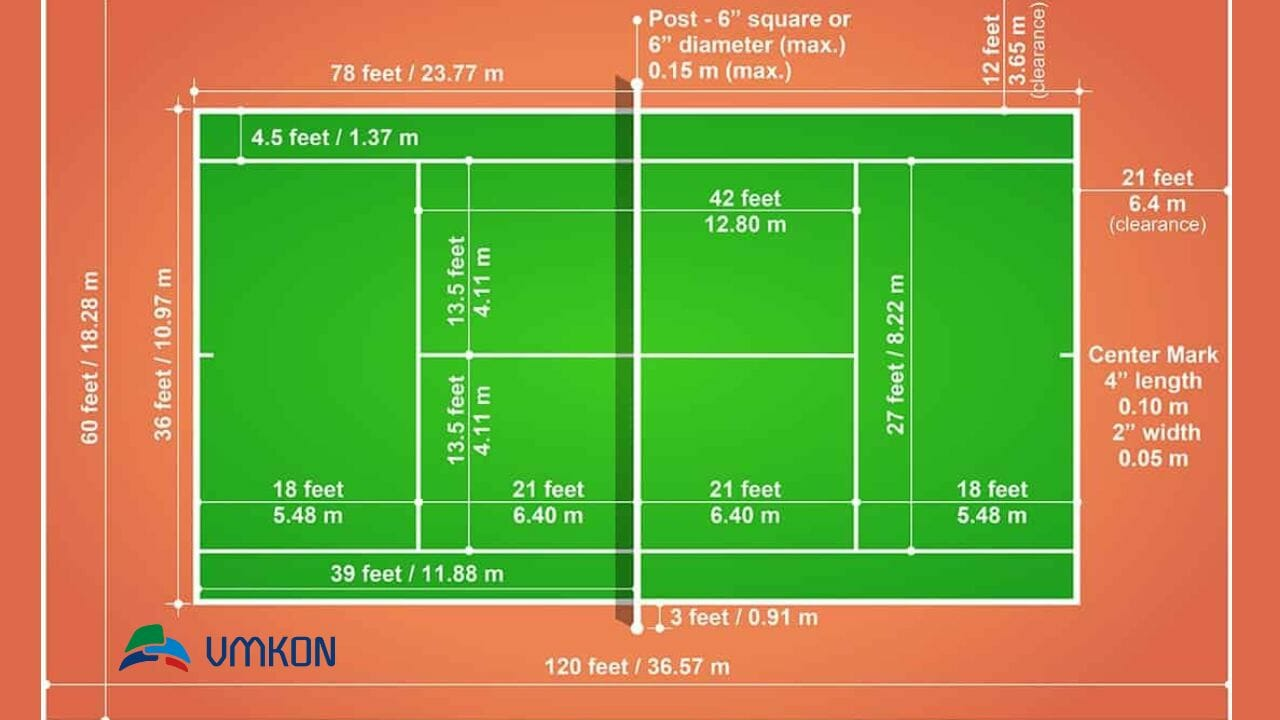 Post - 6” square or
6” diameter (max.)
0.15 m (max.)
12 feet
3.65 m
(clearance)
78 feet / 23.77 m
4.5 feet / 1.37 m
21 feet
6.4 m
(clearance)
42 feet
12.80 m
13.5 feet
4.11 m
27 feet / 8.22 m
60 feet / 18.28 m
36 feet / 10.97 m
Center Mark
4” length
0.10 m
2” width
0.05 m
13.5 feet
4.11 m
18 feet
5.48 m
21 feet
6.40 m
21 feet
6.40 m
18 feet
5.48 m
39 feet / 11.88 m
3 feet / 0.91 m
VMKON
120 feet / 36.57 m